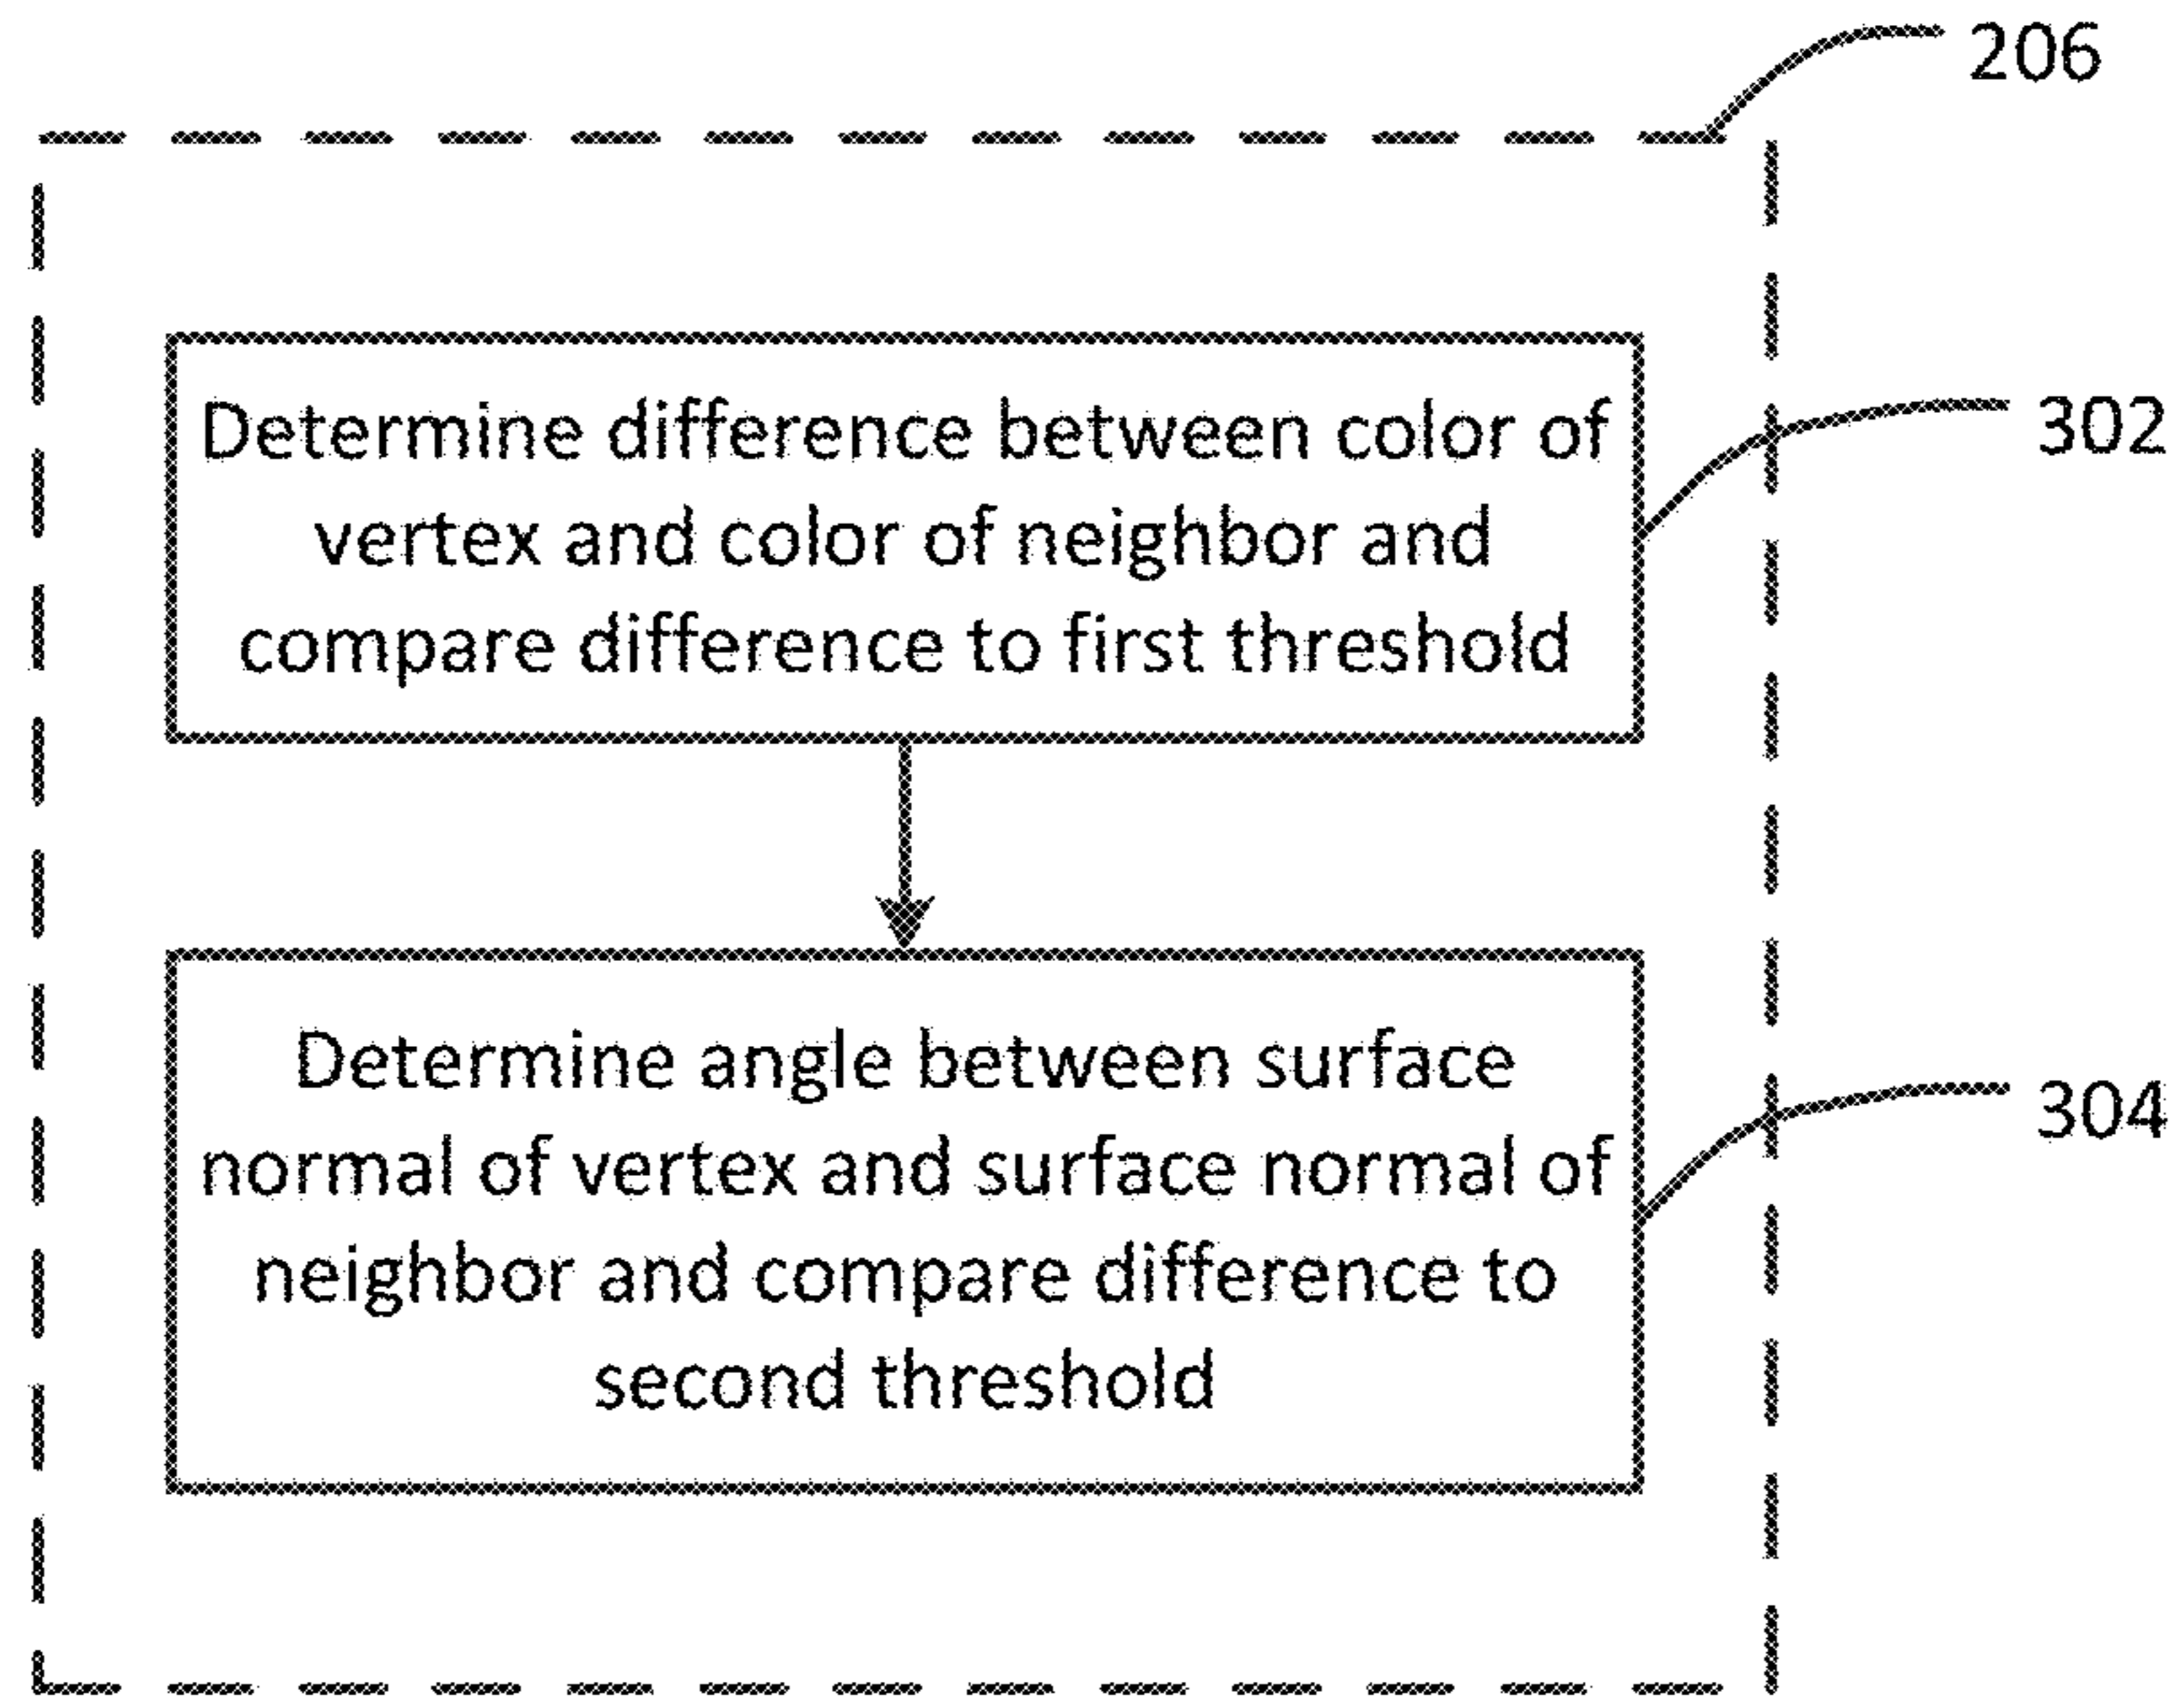 206
Determine difference between color of
vertex and color of neighbor and
compare difference to first threshold
302
Determine angle between surface
normal of vertex and surface normal of
neighbor and compare difference to
second threshold
304